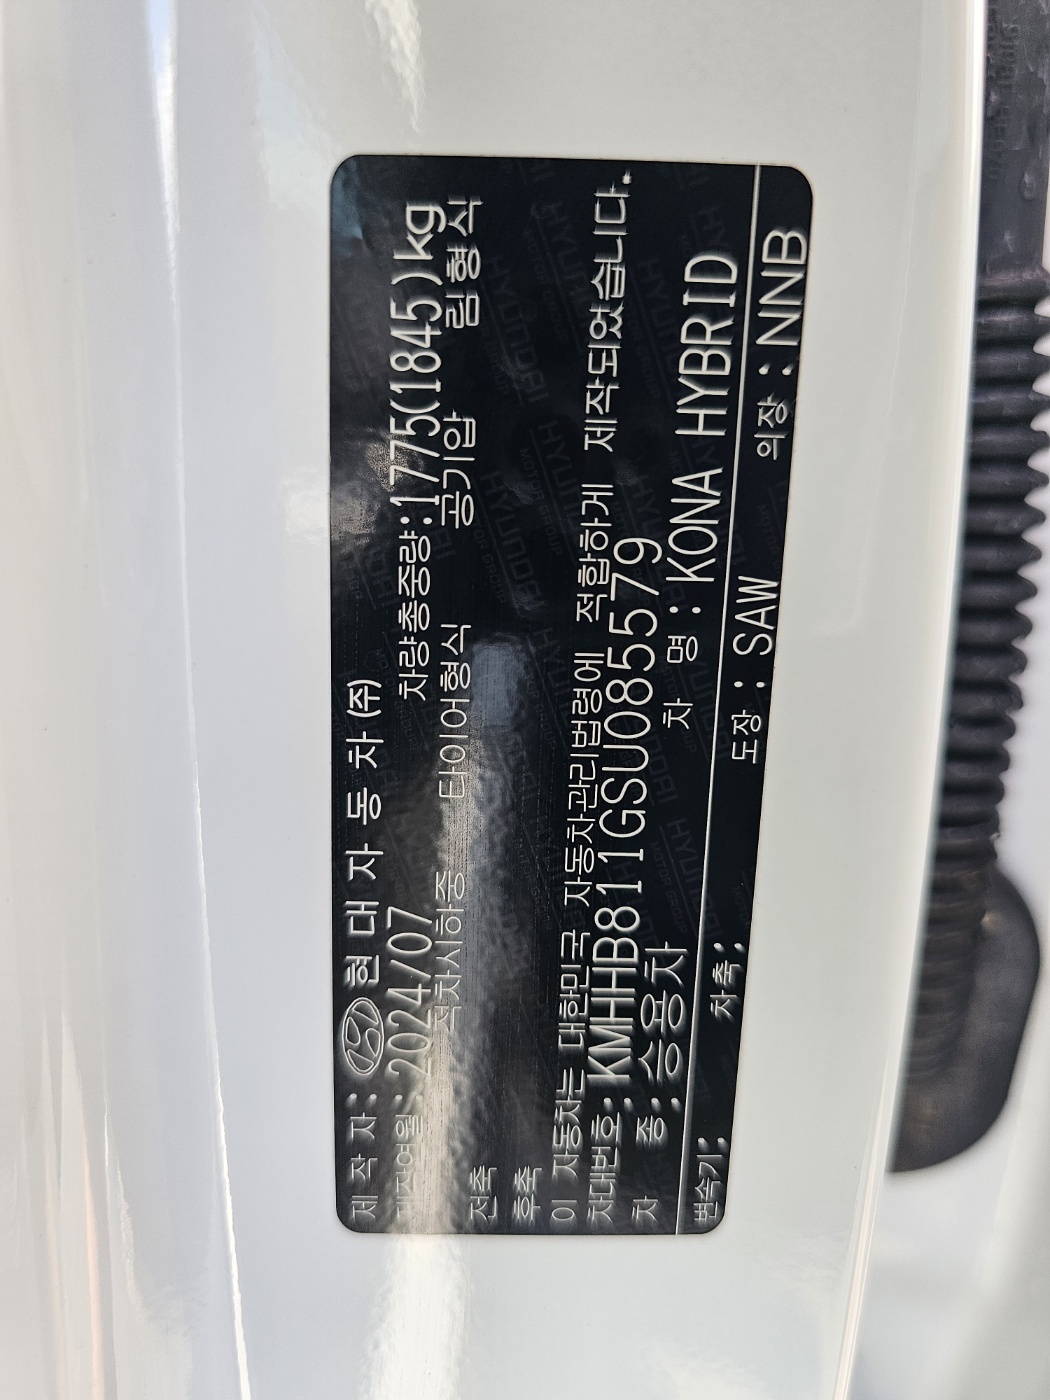 제 작 자: 현 대 자 동 차 (주)
제작연월: 2024/07 차량총중량:1775(1845)kg
적차시하중 타이어형식 공기압 림형식
전축
후축
이 자동차는 대한민국 자동차관리법령에 적합하게 제작되었습니다.
차대번호: KMHHB811GSU085579
차 종: 승용차 차 명: KONA HYBRID
변속기: 차축: 도장: SAW 의장: NNB
HYUNDAI
MOTOR GROUP